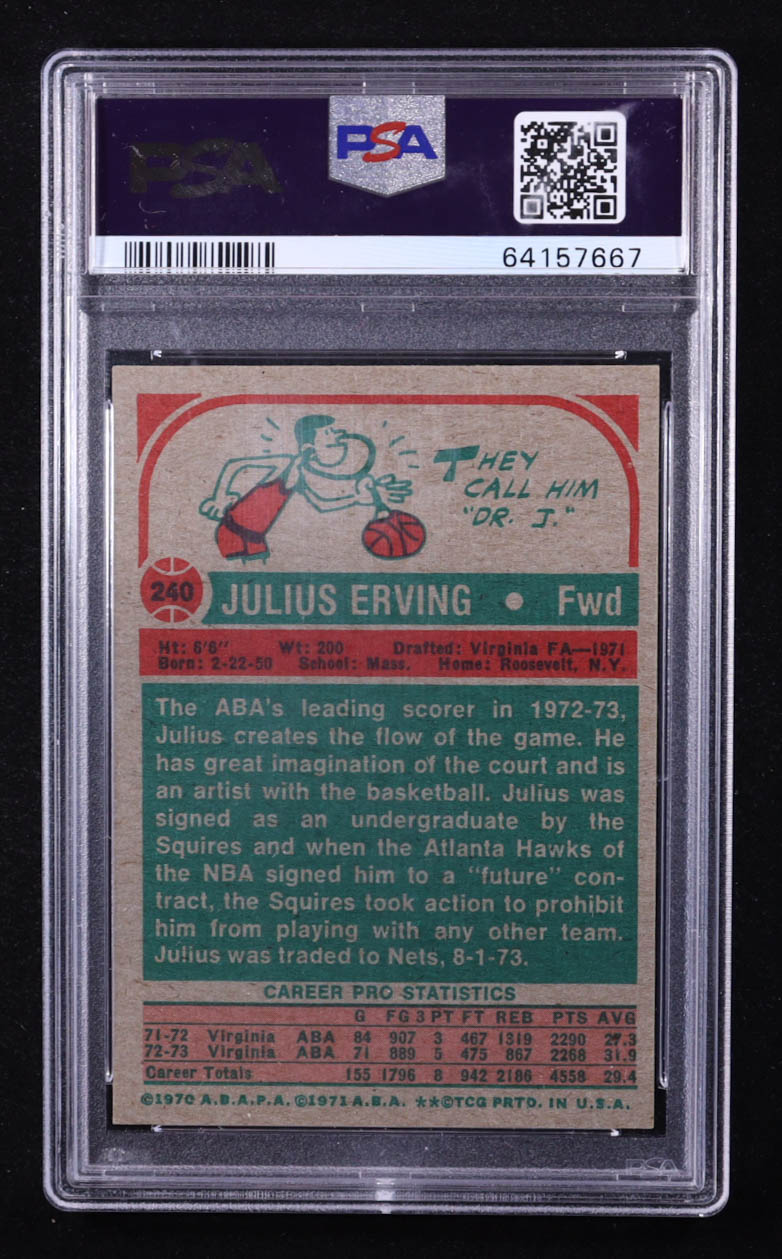 PSA
PSA
64157667
THEY
CALL HIM
"DR. J."
240 JULIUS ERVING • Fwd
Ht: 6'6" Wt: 200 Drafted: Virginia FA—1971
Born: 2-22-50 School: Mass. Home: Roosevelt, N.Y.
The ABA's leading scorer in 1972-73,
Julius creates the flow of the game. He
has great imagination of the court and is
an artist with the basketball. Julius was
signed as an undergraduate by the
Squires and when the Atlanta Hawks of
the NBA signed him to a "future" con-
tract, the Squires took action to prohibit
him from playing with any other team.
Julius was traded to Nets, 8-1-73.
CAREER PRO STATISTICS
G FG 3 PT FT REB PTS AVG
71-72 Virginia ABA 84 907 3 467 1319 2290 27.3
72-73 Virginia ABA 71 889 5 475 867 2268 31.9
Career Totals 155 1796 8 942 2186 4558 29.4
©1970 A.B.A.P.A. ©1971 A.B.A. **©TCG PRTD. IN U.S.A.
PSA